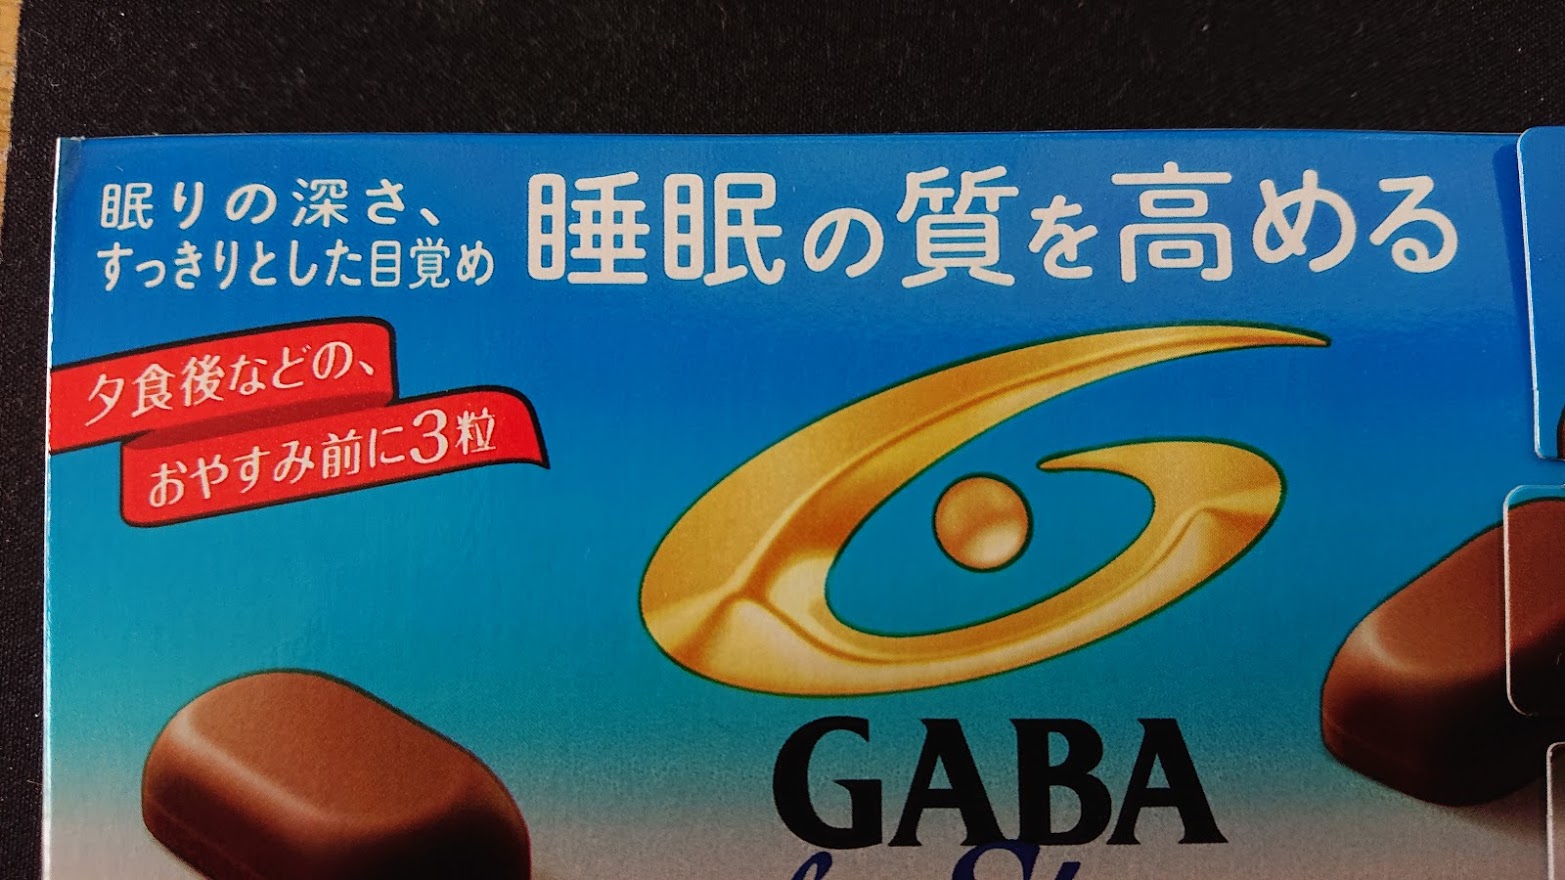 眠りの深さ、
すっきりとした目覚め
睡眠の質を高める
夕食後などの、
おやすみ前に3粒
GABA